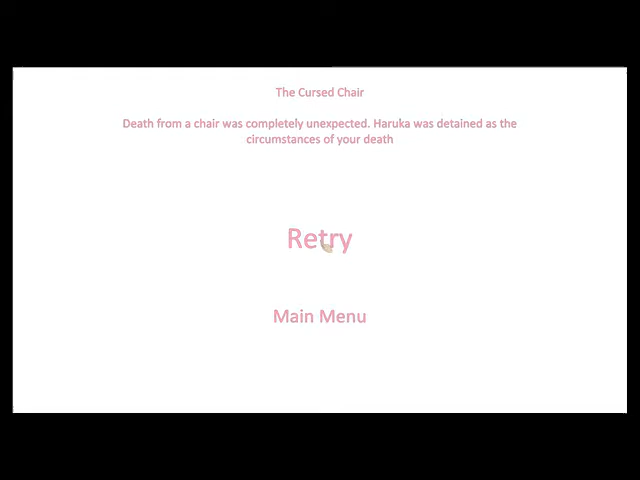 The Cursed Chair
Death from a chair was completely unexpected. Haruka was detained as the
circumstances of your death
Retry
Main Menu